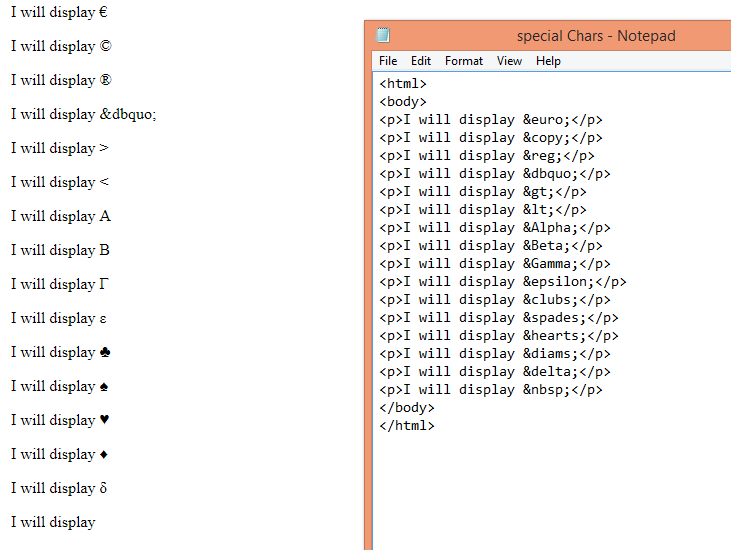 I will display €
I will display ©
I will display ®
I will display &dbquo;
I will display >
I will display <
I will display Α
I will display Β
I will display Γ
I will display ε
I will display ♣
I will display ♠
I will display ♥
I will display ♦
I will display δ
I will display
special Chars - Notepad
File Edit Format View Help
<html>
<body>
<p>I will display &euro;</p>
<p>I will display &copy;</p>
<p>I will display &reg;</p>
<p>I will display &dbquo;</p>
<p>I will display &gt;</p>
<p>I will display &lt;</p>
<p>I will display &Alpha;</p>
<p>I will display &Beta;</p>
<p>I will display &Gamma;</p>
<p>I will display &epsilon;</p>
<p>I will display &clubs;</p>
<p>I will display &spades;</p>
<p>I will display &hearts;</p>
<p>I will display &diams;</p>
<p>I will display &delta;</p>
<p>I will display &nbsp;</p>
</body>
</html>